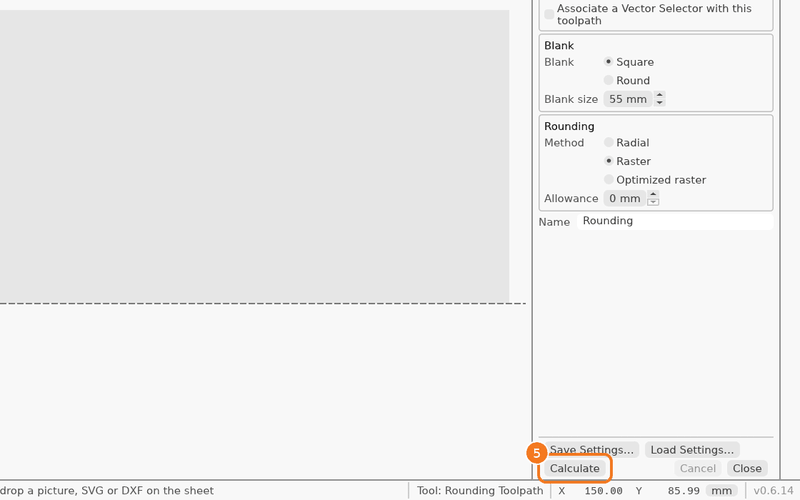 Associate a Vector Selector with this
toolpath
Blank
Blank Square
Round
Blank size 55 mm
Rounding
Method Radial
Raster
Optimized raster
Allowance 0 mm
Name Rounding
5 Save Settings... Load Settings...
Calculate Cancel Close
drop a picture, SVG or DXF on the sheet Tool: Rounding Toolpath X 150.00 Y 85.99 mm v0.6.14